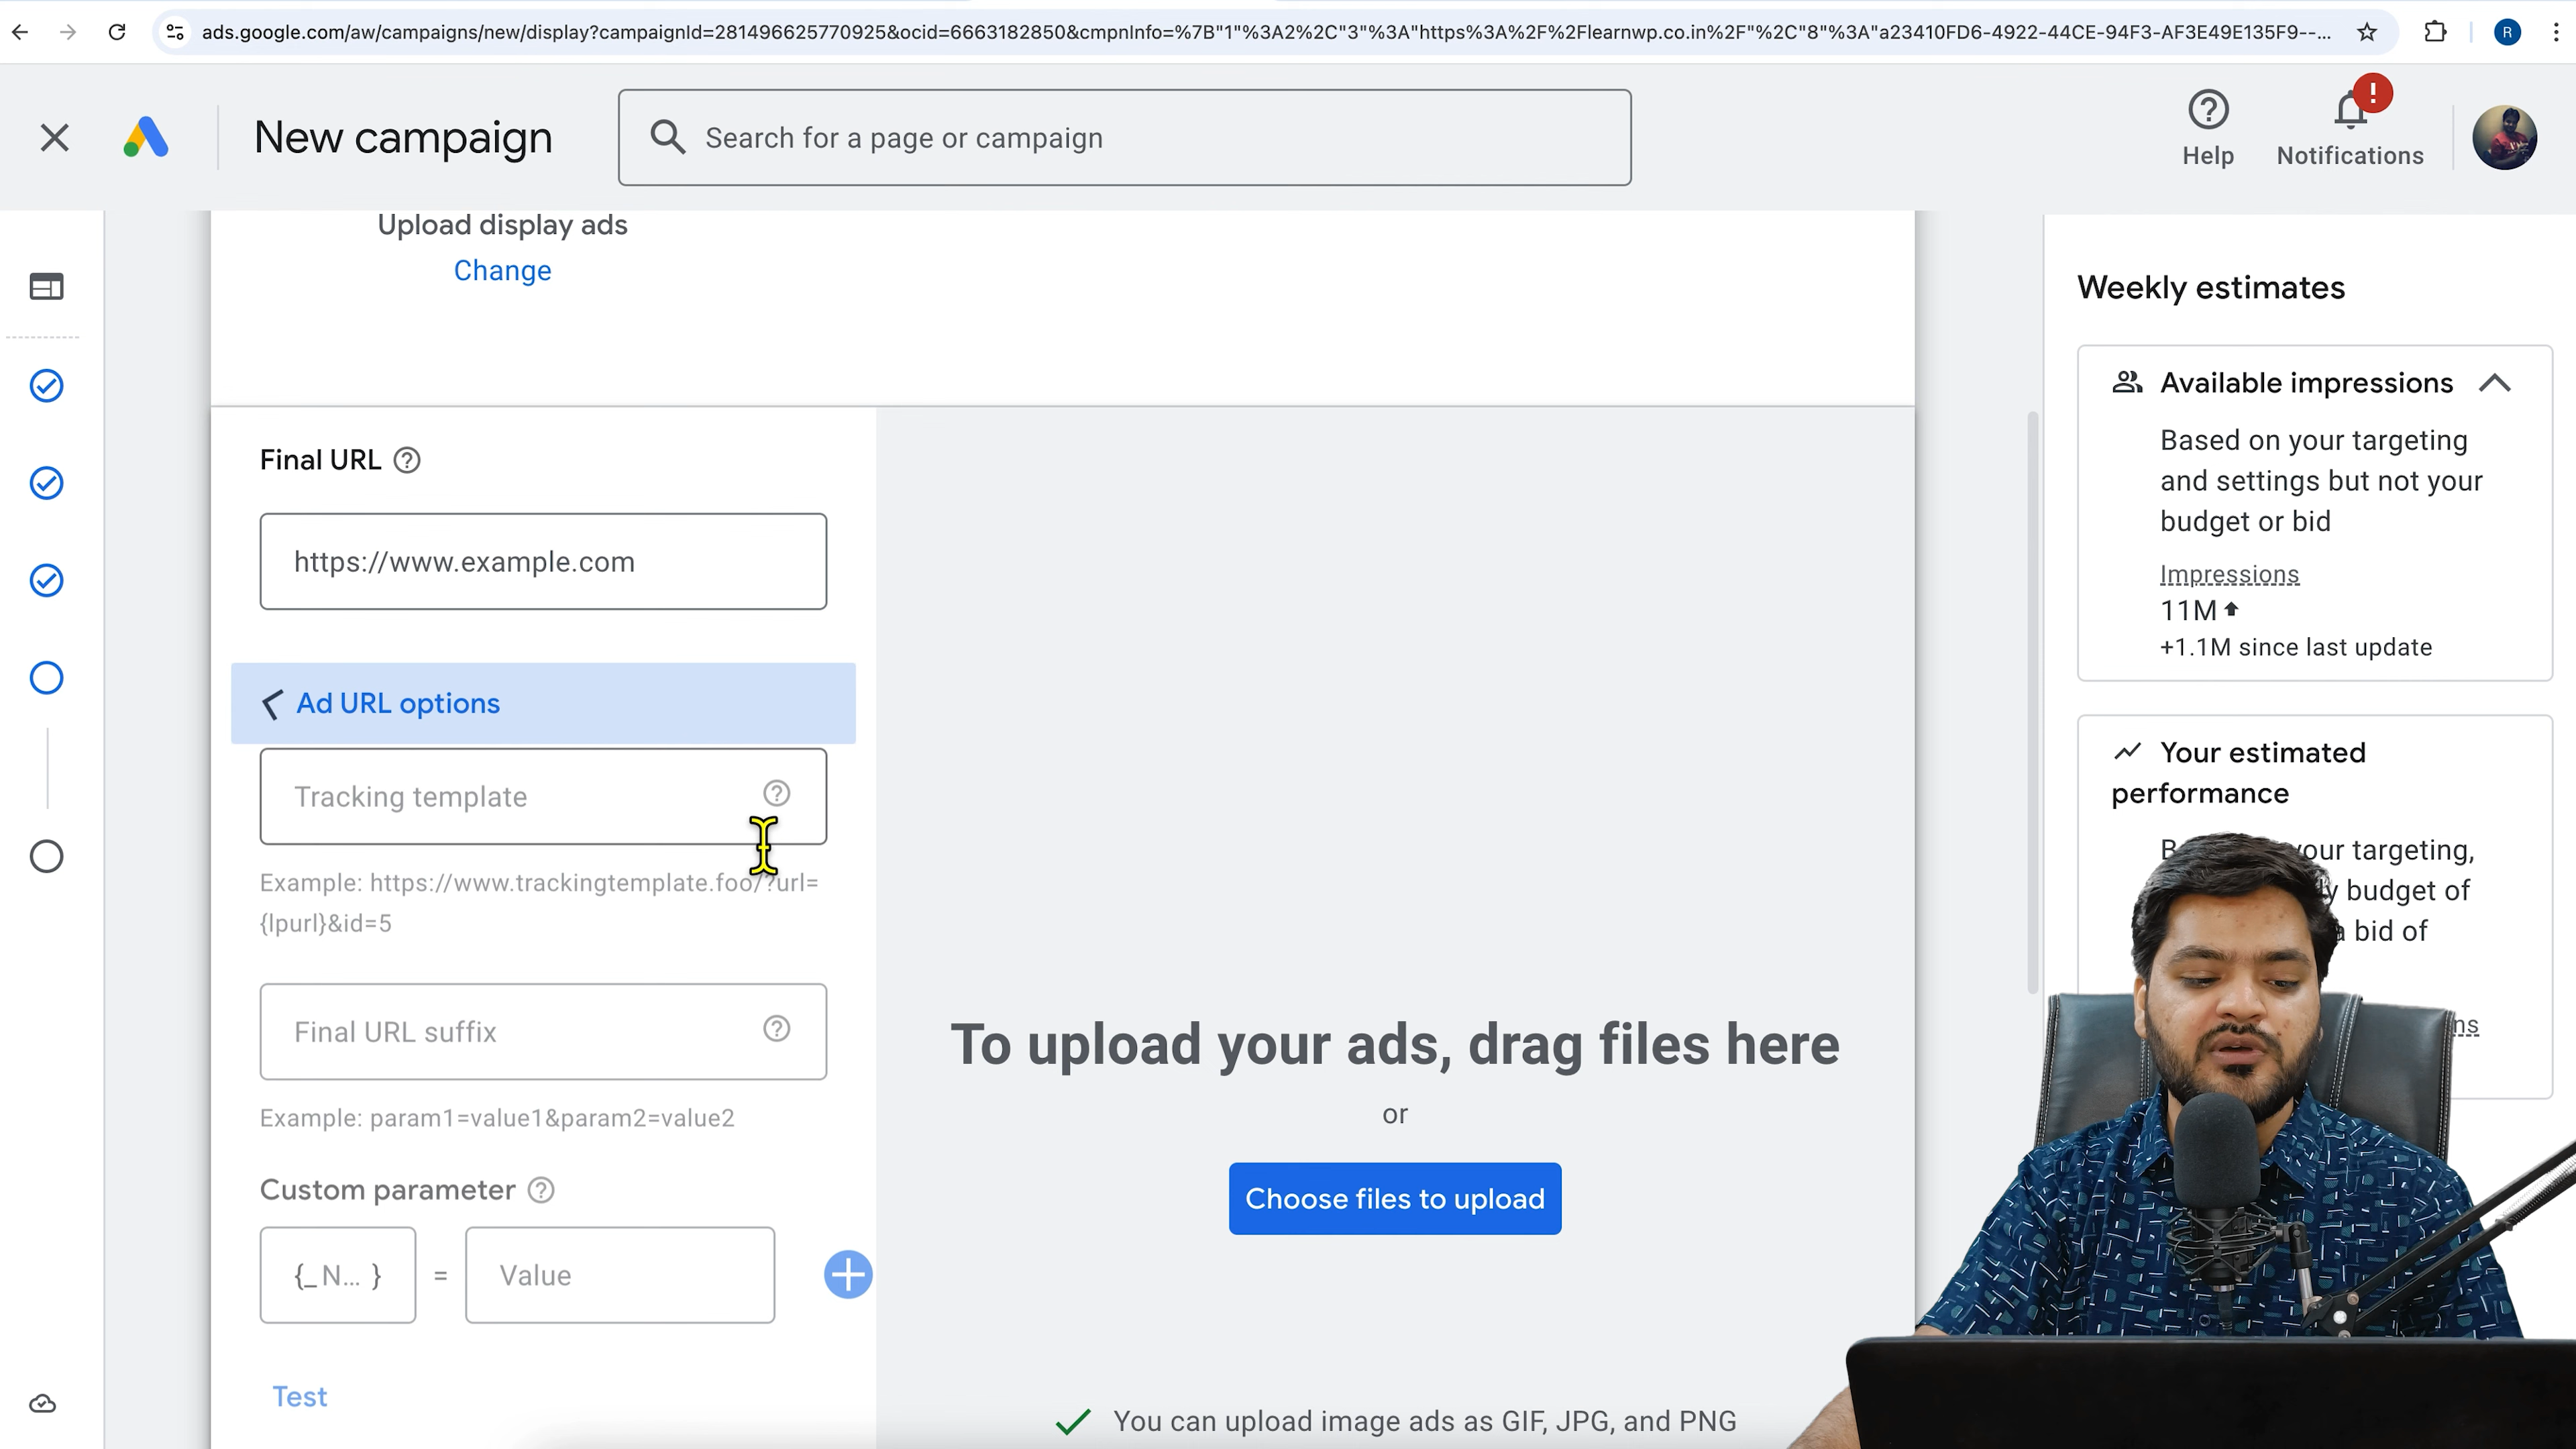 ads.google.com/aw/campaigns/new/display?campaignId=281496625770925&ocid=6663182850&cmpnInfo=%7B"1"%3A2%2C"3"%3A"https%3A%2F%2Flearnwp.co.in%2F"%2C"8"%3A"a23410FD6-4922-44CE-94F3-AF3E49E135F9--...
R
New campaign
Search for a page or campaign
Help
!
Notifications
Upload display ads
Change
Final URL ?
https://www.example.com
Ad URL options
Tracking template ?
Example: https://www.trackingtemplate.foo/?url=
{lpurl}&id=5
Final URL suffix ?
Example: param1=value1&param2=value2
Custom parameter ?
{_ N... } = Value
Test
To upload your ads, drag files here
or
Choose files to upload
You can upload image ads as GIF, JPG, and PNG
Weekly estimates
Available impressions
Based on your targeting
and settings but not your
budget or bid
Impressions
11M
+1.1M since last update
Your estimated
performance
your targeting,
budget of
bid of